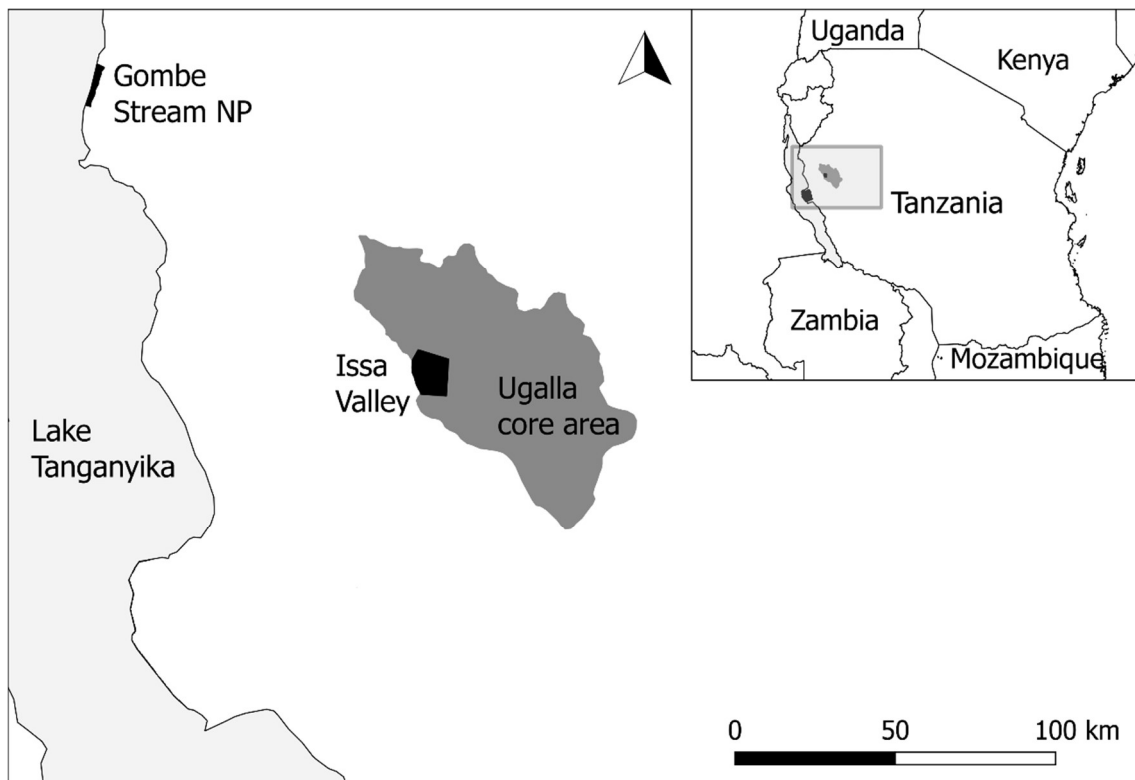 Gombe
Stream NP
Issa
Valley
Ugalla
core area
Lake
Tanganyika
Uganda
Kenya
Tanzania
Zambia
Mozambique
0 50 100 km